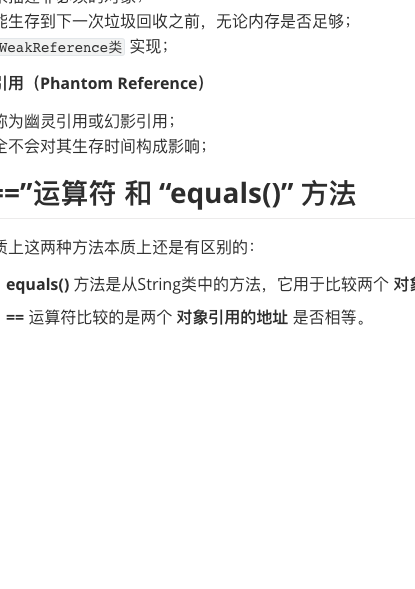 能生存到下一次垃圾回收之前，无论内存是否足够；
WeakReference类 实现；
引用（Phantom Reference）
称为幽灵引用或幻影引用；
全不会对其生存时间构成影响；
==”运算符 和 “equals()” 方法
质上这两种方法本质上还是有区别的：
equals() 方法是从String类中的方法，它用于比较两个 对象
== 运算符比较的是两个 对象引用的地址 是否相等。